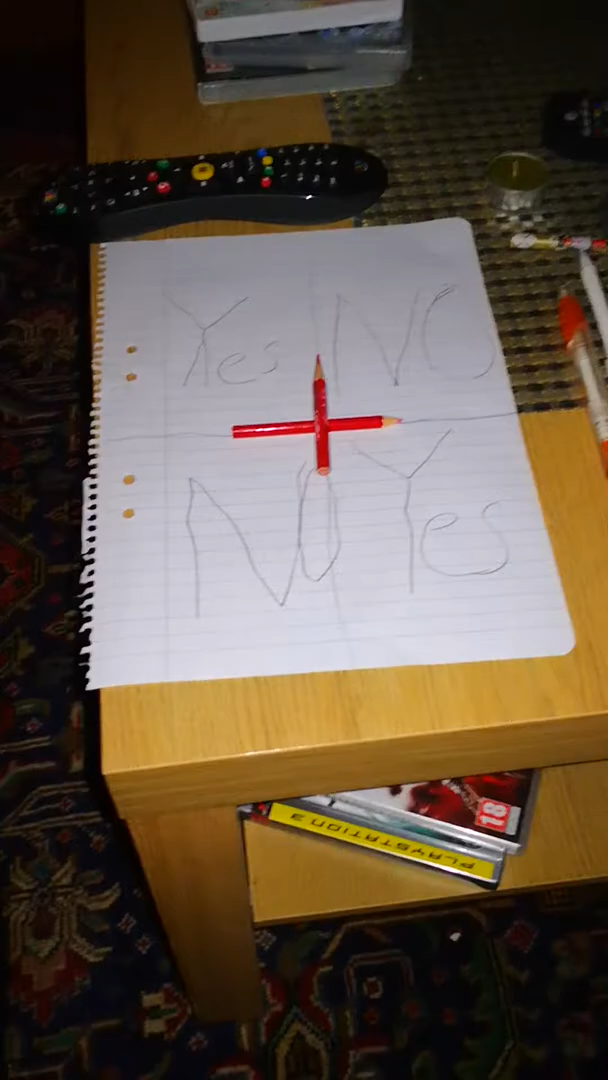 Yes NO
NO Yes
18
PLAYSTATION 3